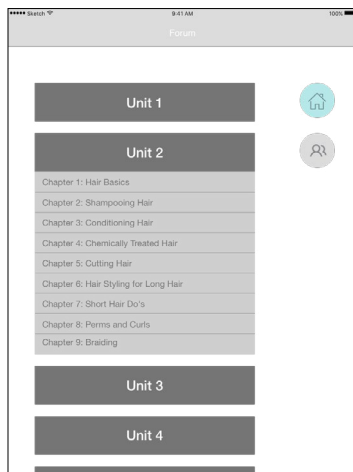 ●●●●● Sketch 9:41 AM 100%
Forum
Unit 1
Unit 2
Chapter 1: Hair Basics
Chapter 2: Shampooing Hair
Chapter 3: Conditioning Hair
Chapter 4: Chemically Treated Hair
Chapter 5: Cutting Hair
Chapter 6: Hair Styling for Long Hair
Chapter 7: Short Hair Do's
Chapter 8: Perms and Curls
Chapter 9: Braiding
Unit 3
Unit 4